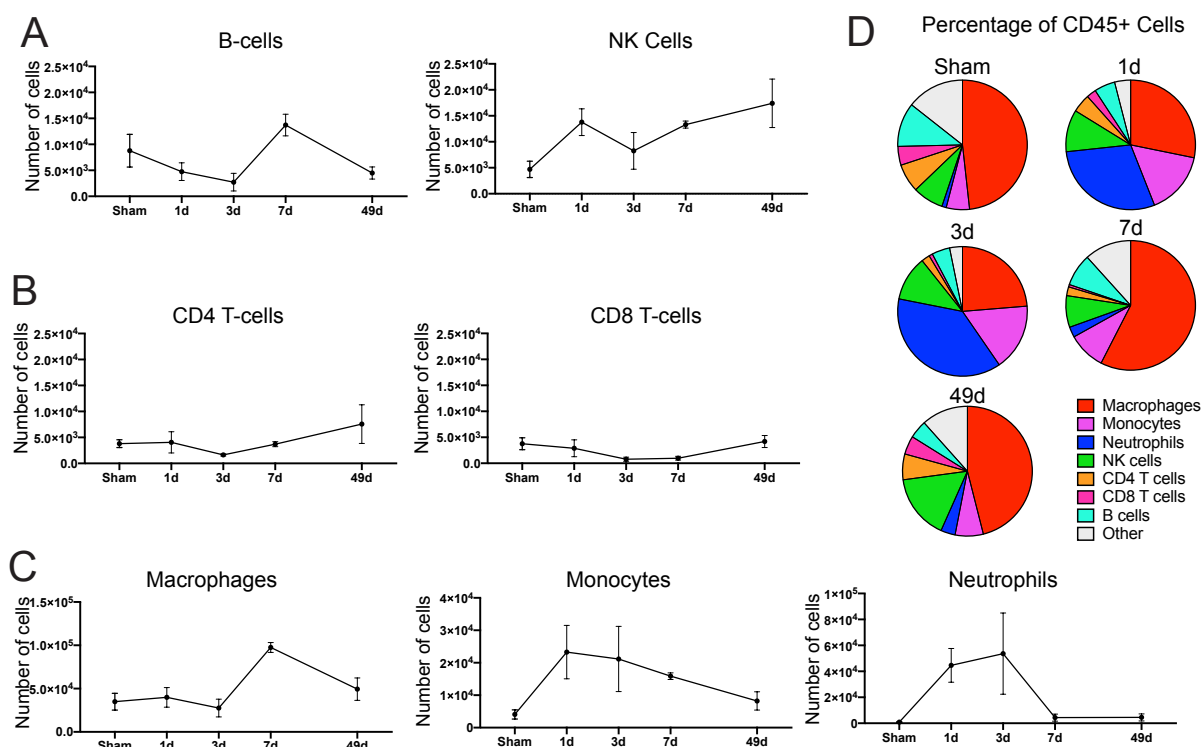 A
B-cells
Number of cells
2.5×10⁴
2.0×10⁴
1.5×10⁴
1.0×10⁴
5.0×10³
0.0
Sham 1d 3d 7d 49d
NK Cells
Number of cells
2.5×10⁴
2.0×10⁴
1.5×10⁴
1.0×10⁴
5.0×10³
0.0
Sham 1d 3d 7d 49d
B
CD4 T-cells
Number of cells
2.5×10⁴
2.0×10⁴
1.5×10⁴
1.0×10⁴
5.0×10³
0.0
Sham 1d 3d 7d 49d
CD8 T-cells
Number of cells
2.5×10⁴
2.0×10⁴
1.5×10⁴
1.0×10⁴
5.0×10³
0.0
Sham 1d 3d 7d 49d
C
Macrophages
Number of cells
1.5×10⁵
1.0×10⁵
5.0×10⁴
0.0
Sham 1d 3d 7d 49d
Monocytes
Number of cells
4×10⁴
3×10⁴
2×10⁴
1×10⁴
0
Sham 1d 3d 7d 49d
Neutrophils
Number of cells
1×10⁵
8×10⁴
6×10⁴
4×10⁴
2×10⁴
0
Sham 1d 3d 7d 49d
D
Percentage of CD45+ Cells
Sham
1d
3d
7d
49d
Macrophages
Monocytes
Neutrophils
NK cells
CD4 T cells
CD8 T cells
B cells
Other